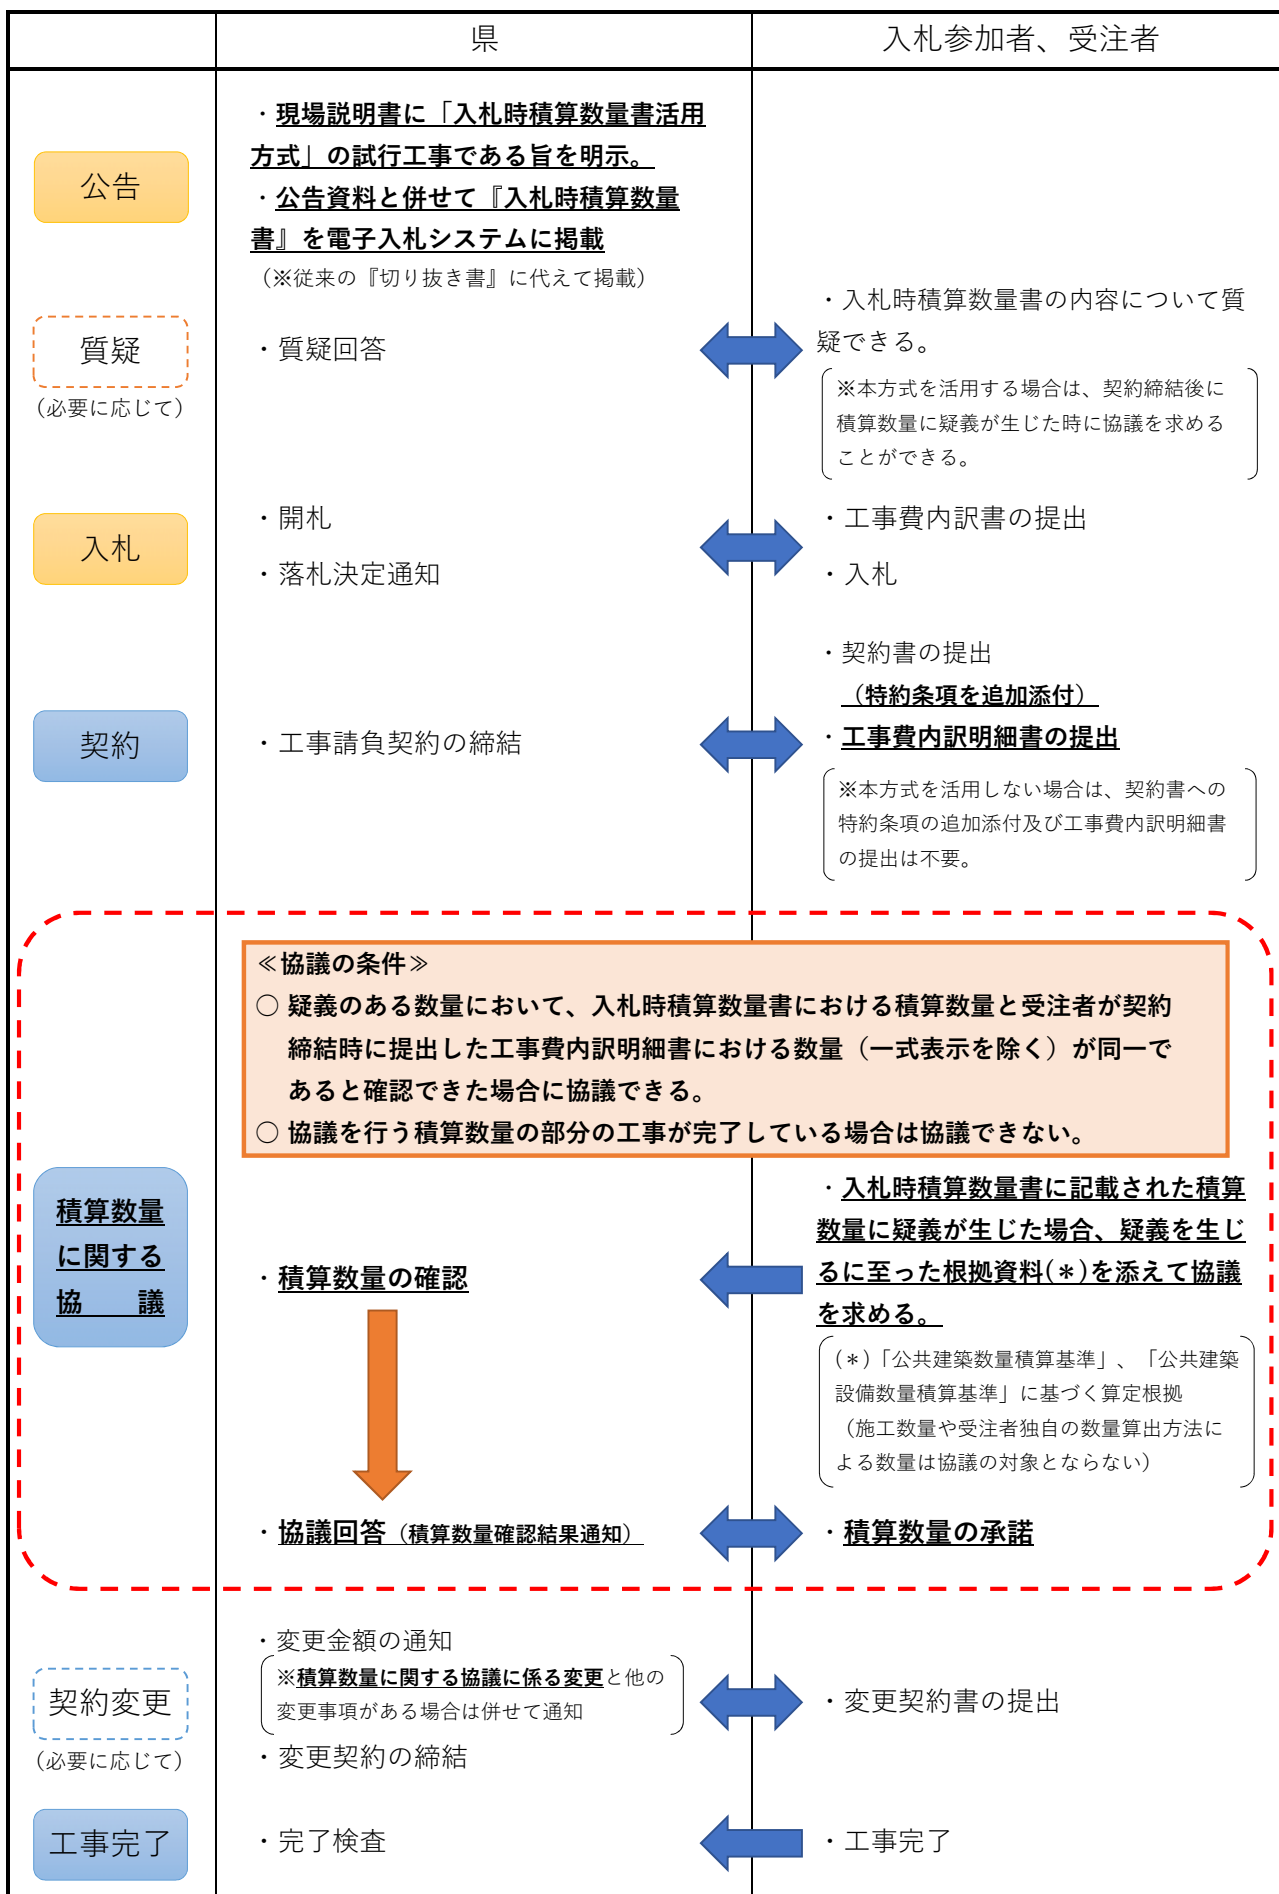 県
入札参加者、受注者
公告
・現場説明書に「入札時積算数量書活用
方式」の試行工事である旨を明示。
・公告資料と併せて『入札時積算数量
書』を電子入札システムに掲載
（※従来の『切り抜き書』に代えて掲載）
質疑
（必要に応じて）
・質疑回答
・入札時積算数量書の内容について質
疑できる。
※本方式を活用する場合は、契約締結後に
積算数量に疑義が生じた時に協議を求める
ことができる。
入札
・開札
・落札決定通知
・工事費内訳書の提出
・入札
契約
・工事請負契約の締結
・契約書の提出
（特約条項を追加添付）
・工事費内訳明細書の提出
※本方式を活用しない場合は、契約書への
特約条項の追加添付及び工事費内訳明細書
の提出は不要。
≪協議の条件≫
○ 疑義のある数量において、入札時積算数量書における積算数量と受注者が契約
締結時に提出した工事費内訳明細書における数量（一式表示を除く）が同一で
あると確認できた場合に協議できる。
○ 協議を行う積算数量の部分の工事が完了している場合は協議できない。
積算数量
に関する
協　　議
・積算数量の確認
・入札時積算数量書に記載された積算
数量に疑義が生じた場合、疑義を生じ
るに至った根拠資料(＊)を添えて協議
を求める。
(＊)「公共建築数量積算基準」、「公共建築
設備数量積算基準」に基づく算定根拠
（施工数量や受注者独自の数量算出方法に
よる数量は協議の対象とならない）
・協議回答（積算数量確認結果通知）
・積算数量の承諾
契約変更
（必要に応じて）
・変更金額の通知
※積算数量に関する協議に係る変更と他の
変更事項がある場合は併せて通知
・変更契約の締結
・変更契約書の提出
工事完了
・完了検査
・工事完了